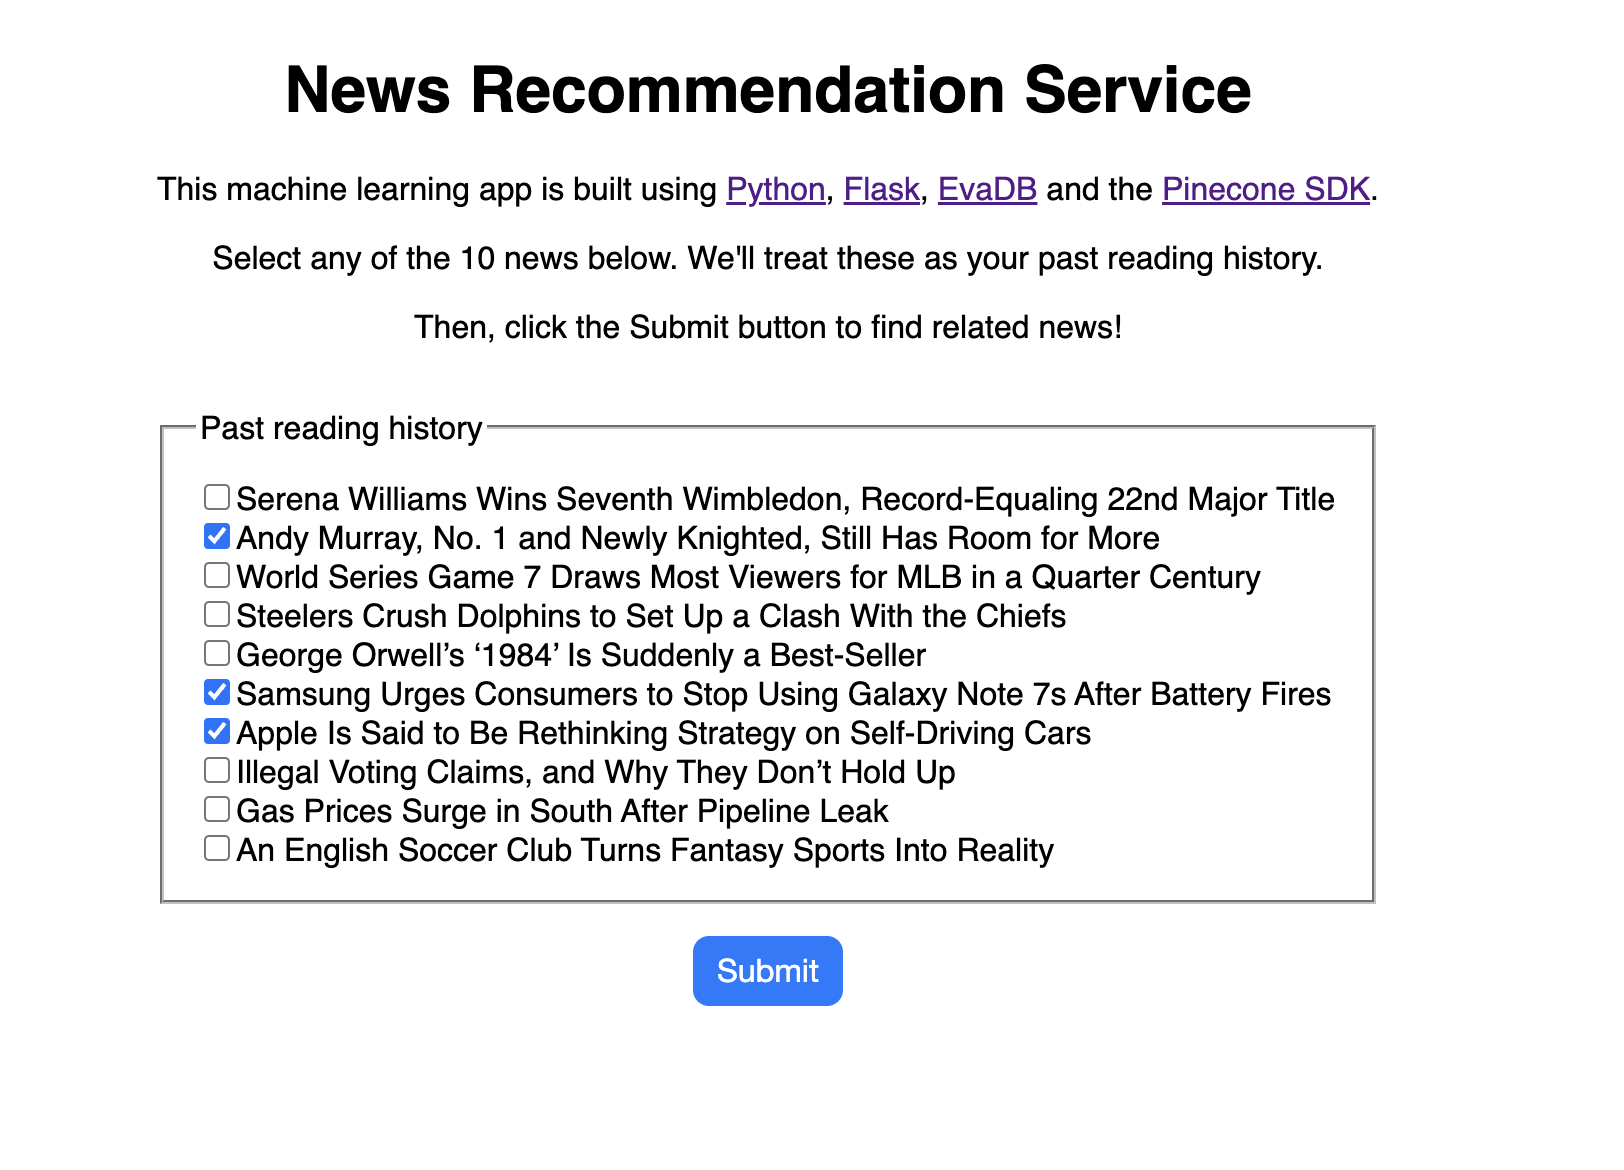 News Recommendation Service
This machine learning app is built using Python, Flask, EvaDB and the Pinecone SDK.
Select any of the 10 news below. We'll treat these as your past reading history.
Then, click the Submit button to find related news!
Past reading history
Serena Williams Wins Seventh Wimbledon, Record-Equaling 22nd Major Title
Andy Murray, No. 1 and Newly Knighted, Still Has Room for More
World Series Game 7 Draws Most Viewers for MLB in a Quarter Century
Steelers Crush Dolphins to Set Up a Clash With the Chiefs
George Orwell’s ‘1984’ Is Suddenly a Best-Seller
Samsung Urges Consumers to Stop Using Galaxy Note 7s After Battery Fires
Apple Is Said to Be Rethinking Strategy on Self-Driving Cars
Illegal Voting Claims, and Why They Don’t Hold Up
Gas Prices Surge in South After Pipeline Leak
An English Soccer Club Turns Fantasy Sports Into Reality
Submit